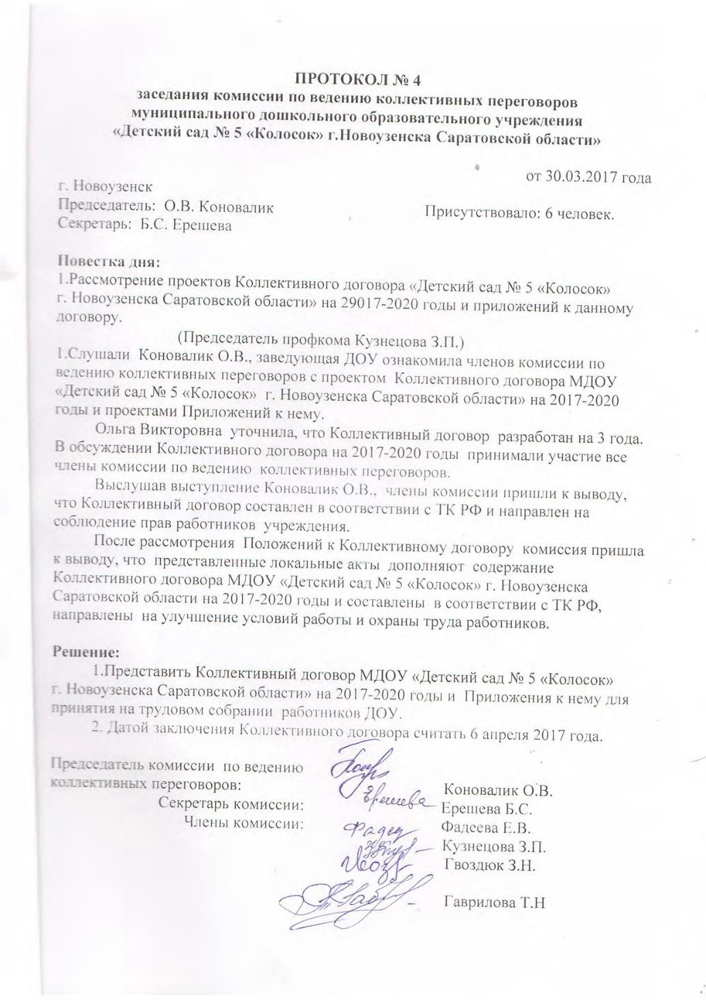 ПРОТОКОЛ № 4
заседания комиссии по ведению коллективных переговоров
муниципального дошкольного образовательного учреждения
«Детский сад № 5 «Колосок» г.Новоузенска Саратовской области»
от 30.03.2017 года
г. Новоузенск
Председатель: О.В. Коновалик
Присутствовало: 6 человек.
Секретарь: Б.С. Ерешева
Повестка дня:
1.Рассмотрение проектов Коллективного договора «Детский сад № 5 «Колосок»
г. Новоузенска Саратовской области» на 29017-2020 годы и приложений к данному
договору.
(Председатель профкома Кузнецова З.П.)
1.Слушали Коновалик О.В., заведующая ДОУ ознакомила членов комиссии по
ведению коллективных переговоров с проектом Коллективного договора МДОУ
«Детский сад № 5 «Колосок» г. Новоузенска Саратовской области» на 2017-2020
годы и проектами Приложений к нему.
Ольга Викторовна уточнила, что Коллективный договор разработан на 3 года.
В обсуждении Коллективного договора на 2017-2020 годы принимали участие все
члены комиссии по ведению коллективных переговоров.
Выслушав выступление Коновалик О.В., члены комиссии пришли к выводу,
что Коллективный договор составлен в соответствии с ТК РФ и направлен на
соблюдение прав работников учреждения.
После рассмотрения Положений к Коллективному договору комиссия пришла
к выводу, что представленные локальные акты дополняют содержание
Коллективного договора МДОУ «Детский сад № 5 «Колосок» г. Новоузенска
Саратовской области на 2017-2020 годы и составлены в соответствии с ТК РФ,
направлены на улучшение условий работы и охраны труда работников.
Решение:
1.Представить Коллективный договор МДОУ «Детский сад № 5 «Колосок»
г. Новоузенска Саратовской области» на 2017-2020 годы и Приложения к нему для
принятия на трудовом собрании работников ДОУ.
2. Датой заключения Коллективного договора считать 6 апреля 2017 года.
Председатель комиссии по ведению
коллективных переговоров: Коновалик О.В.
Секретарь комиссии: Ерешева Ерешева Б.С.
Члены комиссии: Фадеева Е.В.
Кузнецова З.П.
Гвоздюк З.Н.
Гаврилова Т.Н